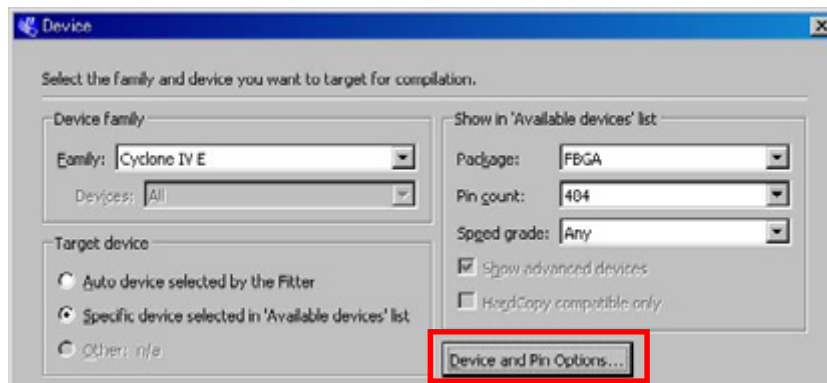 Device
Select the family and device you want to target for compilation.
Device family
Family: Cyclone IV E
Devices: All
Target device
Auto device selected by the Fitter
Specific device selected in 'Available devices' list
Other: n/a
Show in 'Available devices' list
Package: FBGA
Pin count: 484
Speed grade: Any
Show advanced devices
HardCopy compatible only
Device and Pin Options...